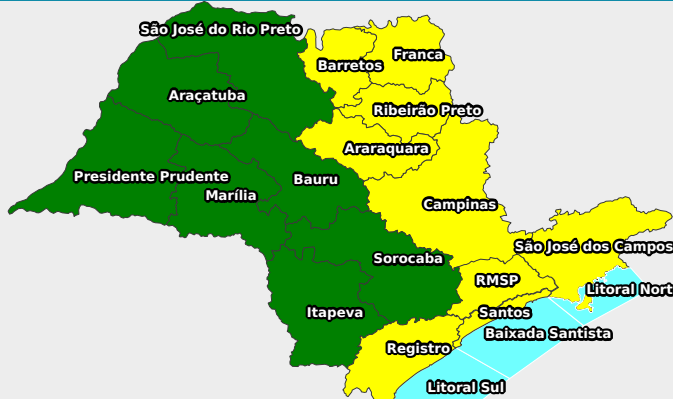 São José do Rio Preto
Franca
Barretos
Araçatuba
Ribeirão Preto
Araraquara
Presidente Prudente
Bauru
Marília
Campinas
São José dos Campos
Sorocaba
RMSP
Litoral Nort
Itapeva
Santos
Baixada Santista
Registro
Litoral Sul